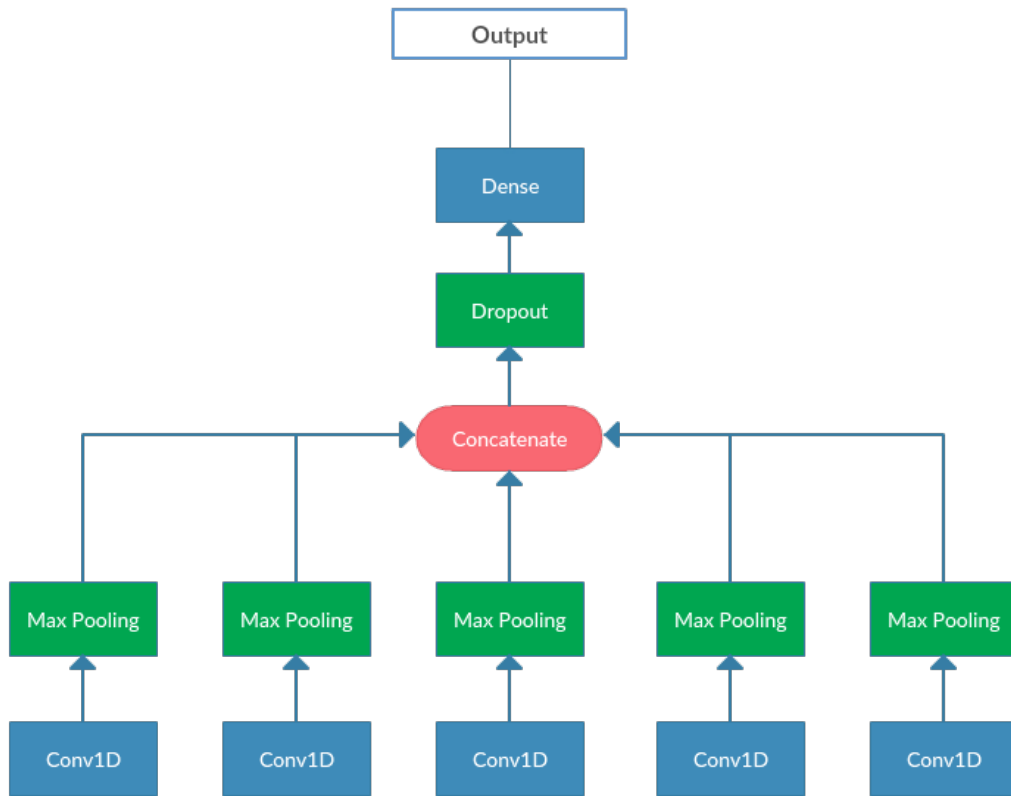 Output
Dense
Dropout
Concatenate
Max Pooling
Max Pooling
Max Pooling
Max Pooling
Max Pooling
Conv1D
Conv1D
Conv1D
Conv1D
Conv1D